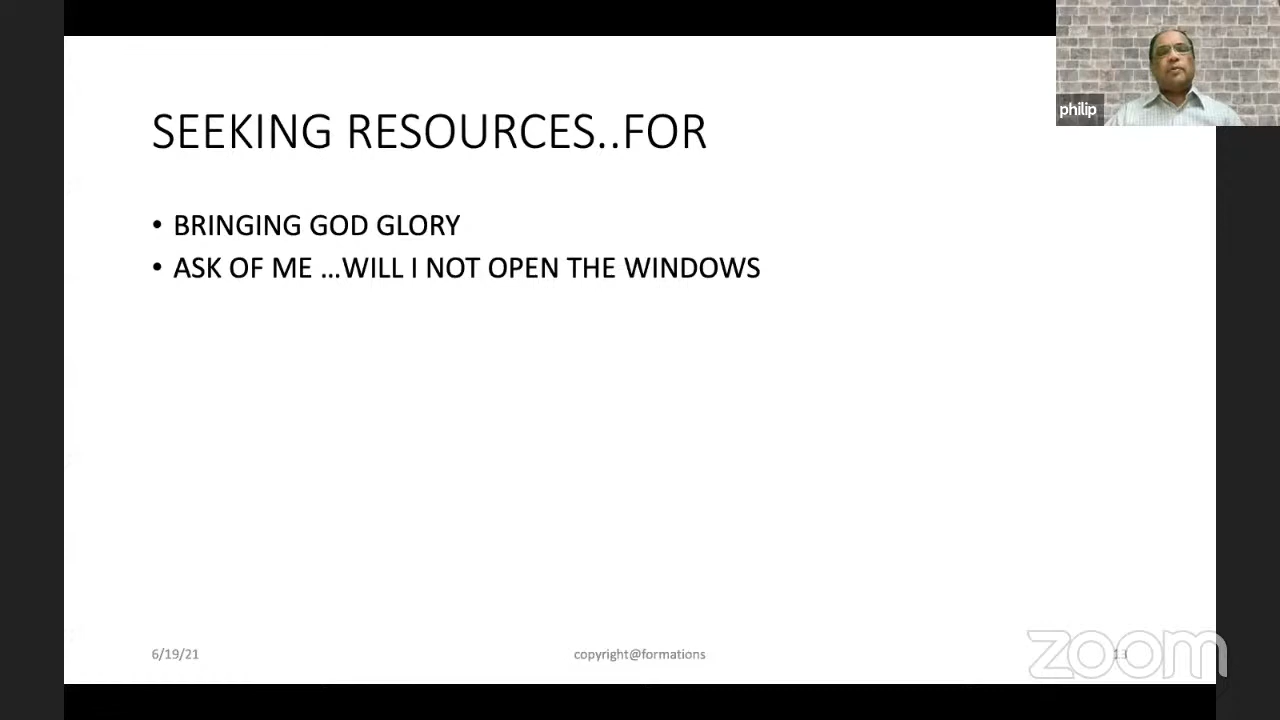 philip
SEEKING RESOURCES..FOR
• BRINGING GOD GLORY
• ASK OF ME ...WILL I NOT OPEN THE WINDOWS
6/19/21
copyright@formations
13
zoom